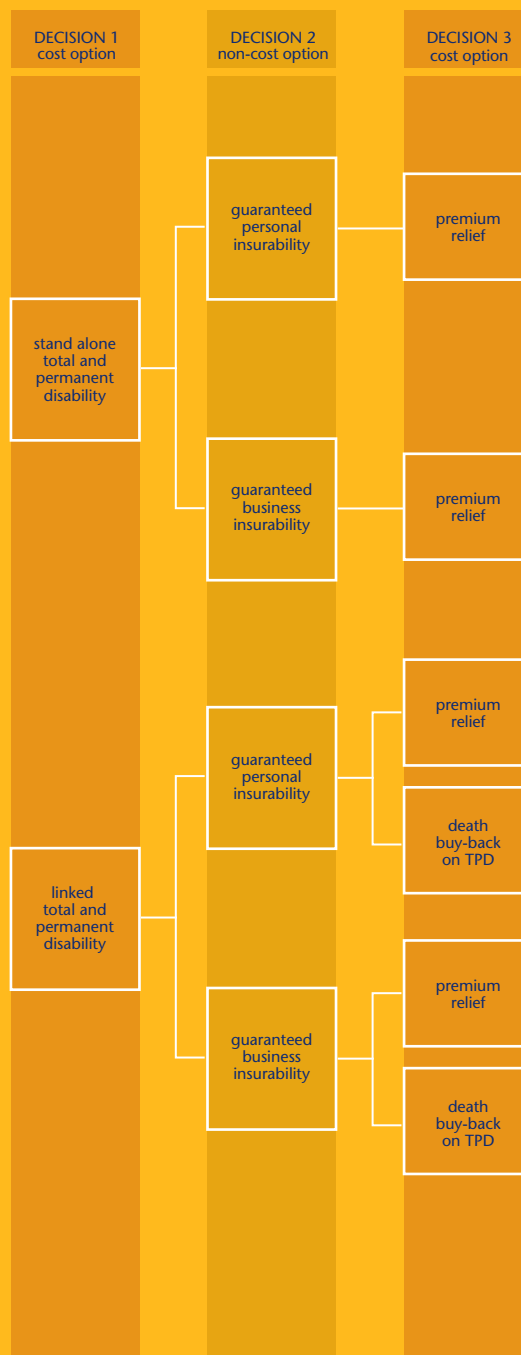 DECISION 1
cost option
DECISION 2
non-cost option
DECISION 3
cost option
stand alone
total and
permanent
disability
guaranteed
personal
insurability
premium
relief
guaranteed
business
insurability
premium
relief
linked
total and
permanent
disability
guaranteed
personal
insurability
premium
relief
death
buy-back
on TPD
guaranteed
business
insurability
premium
relief
death
buy-back
on TPD